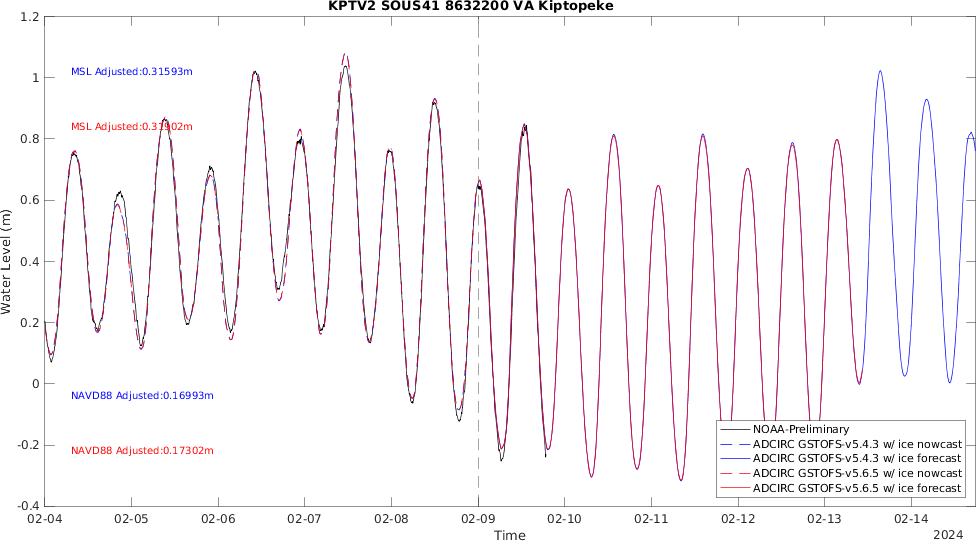 KPTV2 SOUS41 8632200 VA Kiptopeke
1.2
1
0.8
0.6
0.4
0.2
0
-0.2
-0.4
Water Level (m)
MSL Adjusted:0.31593m
MSL Adjusted:0.31902m
NAVD88 Adjusted:0.16993m
NAVD88 Adjusted:0.17302m
NOAA-Preliminary
ADCIRC GSTOFS-v5.4.3 w/ ice nowcast
ADCIRC GSTOFS-v5.4.3 w/ ice forecast
ADCIRC GSTOFS-v5.6.5 w/ ice nowcast
ADCIRC GSTOFS-v5.6.5 w/ ice forecast
02-04 02-05 02-06 02-07 02-08 02-09 02-10 02-11 02-12 02-13 02-14
Time
2024